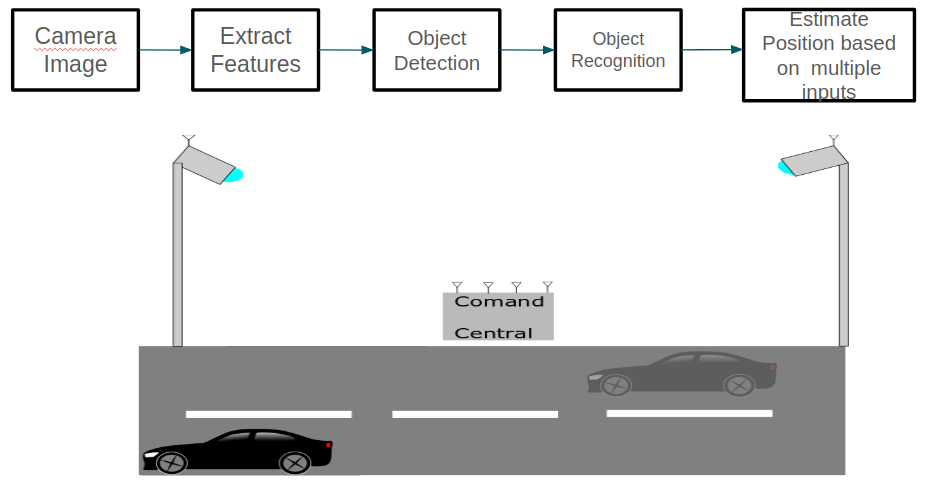 Camera
Image
Extract
Features
Object
Detection
Object
Recognition
Estimate
Position based
on multiple
inputs
Comand
Central